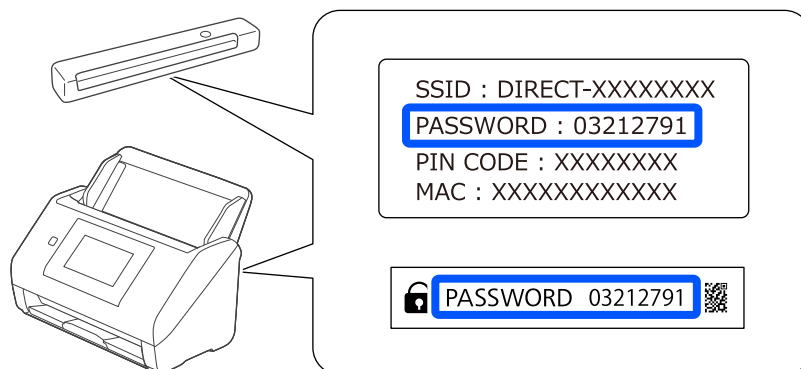 SSID : DIRECT-XXXXXXXX
PASSWORD : 03212791
PIN CODE : XXXXXXXX
MAC : XXXXXXXXXXXX
PASSWORD 03212791